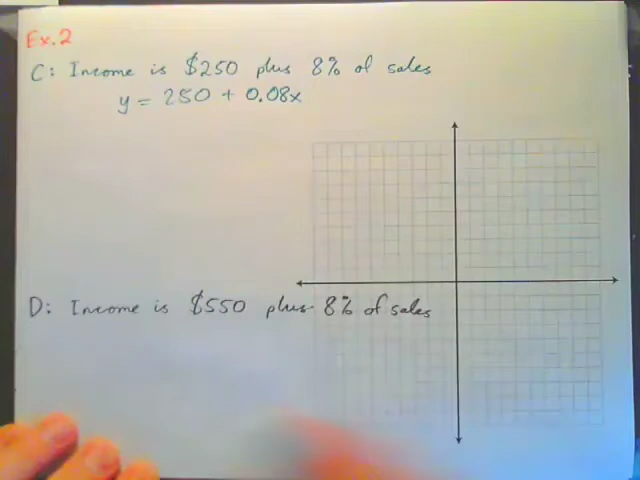 Ex.2
C: Income is $250 plus 8% of sales
y = 250 + 0.08x
D: Income is $550 plus 8% of sales